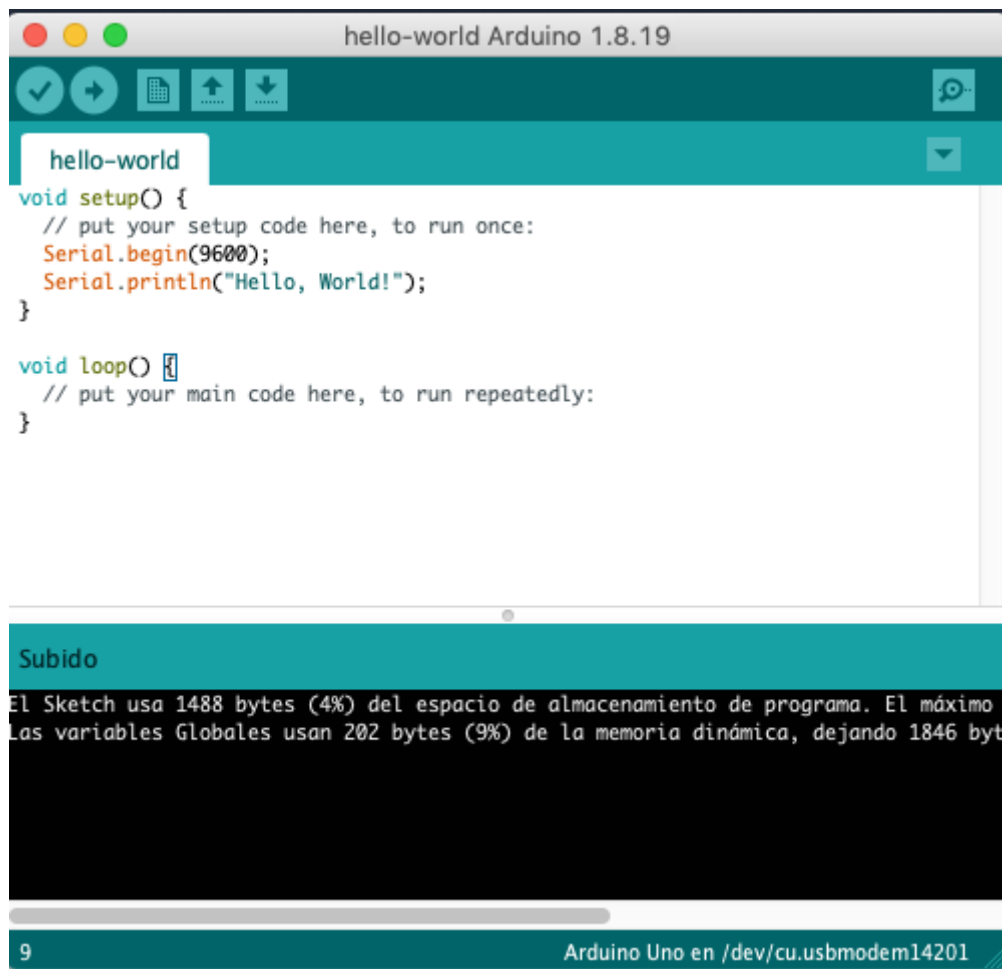 hello-world Arduino 1.8.19
hello-world
void setup() {
  // put your setup code here, to run once:
  Serial.begin(9600);
  Serial.println("Hello, World!");
}
void loop() {
  // put your main code here, to run repeatedly:
}
Subido
El Sketch usa 1488 bytes (4%) del espacio de almacenamiento de programa. El máximo
Las variables Globales usan 202 bytes (9%) de la memoria dinámica, dejando 1846 byt
9
Arduino Uno en /dev/cu.usbmodem14201